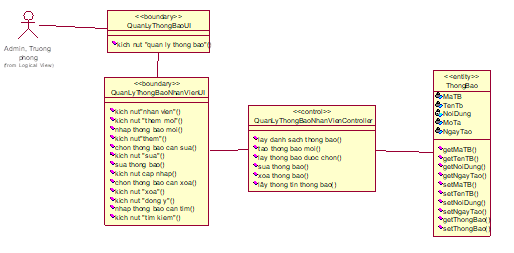 Admin, Truong
phong
(from Logical View)
<<boundary>>
QuanLyThongBaoUI
kich nut "quan ly thong bao"()
<<boundary>>
QuanLyThongBaoNhanVienUI
kich nut"nhan vien"()
kich nut "them moi"()
nhap thong bao moi()
kich nut"them"()
chon thong bao can sua()
kich nut "sua"()
sua thong bao()
kich nut cap nhap()
chon thong bao can xoa()
kich nut "xoa"()
kich nut "dong y"()
nhap thong bao can tim()
kich nut "tim kiem"()
<<control>>
QuanLyThongBaoNhanVienController
lay danh sach thong bao()
tao thong bao moi()
lay thong bao duoc chon()
sua thong bao()
xoa thong bao()
lây thong tin thong bao()
<<entity>>
ThongBao
MaTB
TenTb
NoiDung
MoTa
NgayTao
getMaTB()
getTenTB()
getNoiDung()
getNgayTao()
setMaTB()
setTenTB()
setNoiDung()
setNgayTao()
getThongBao()
setThongBao()